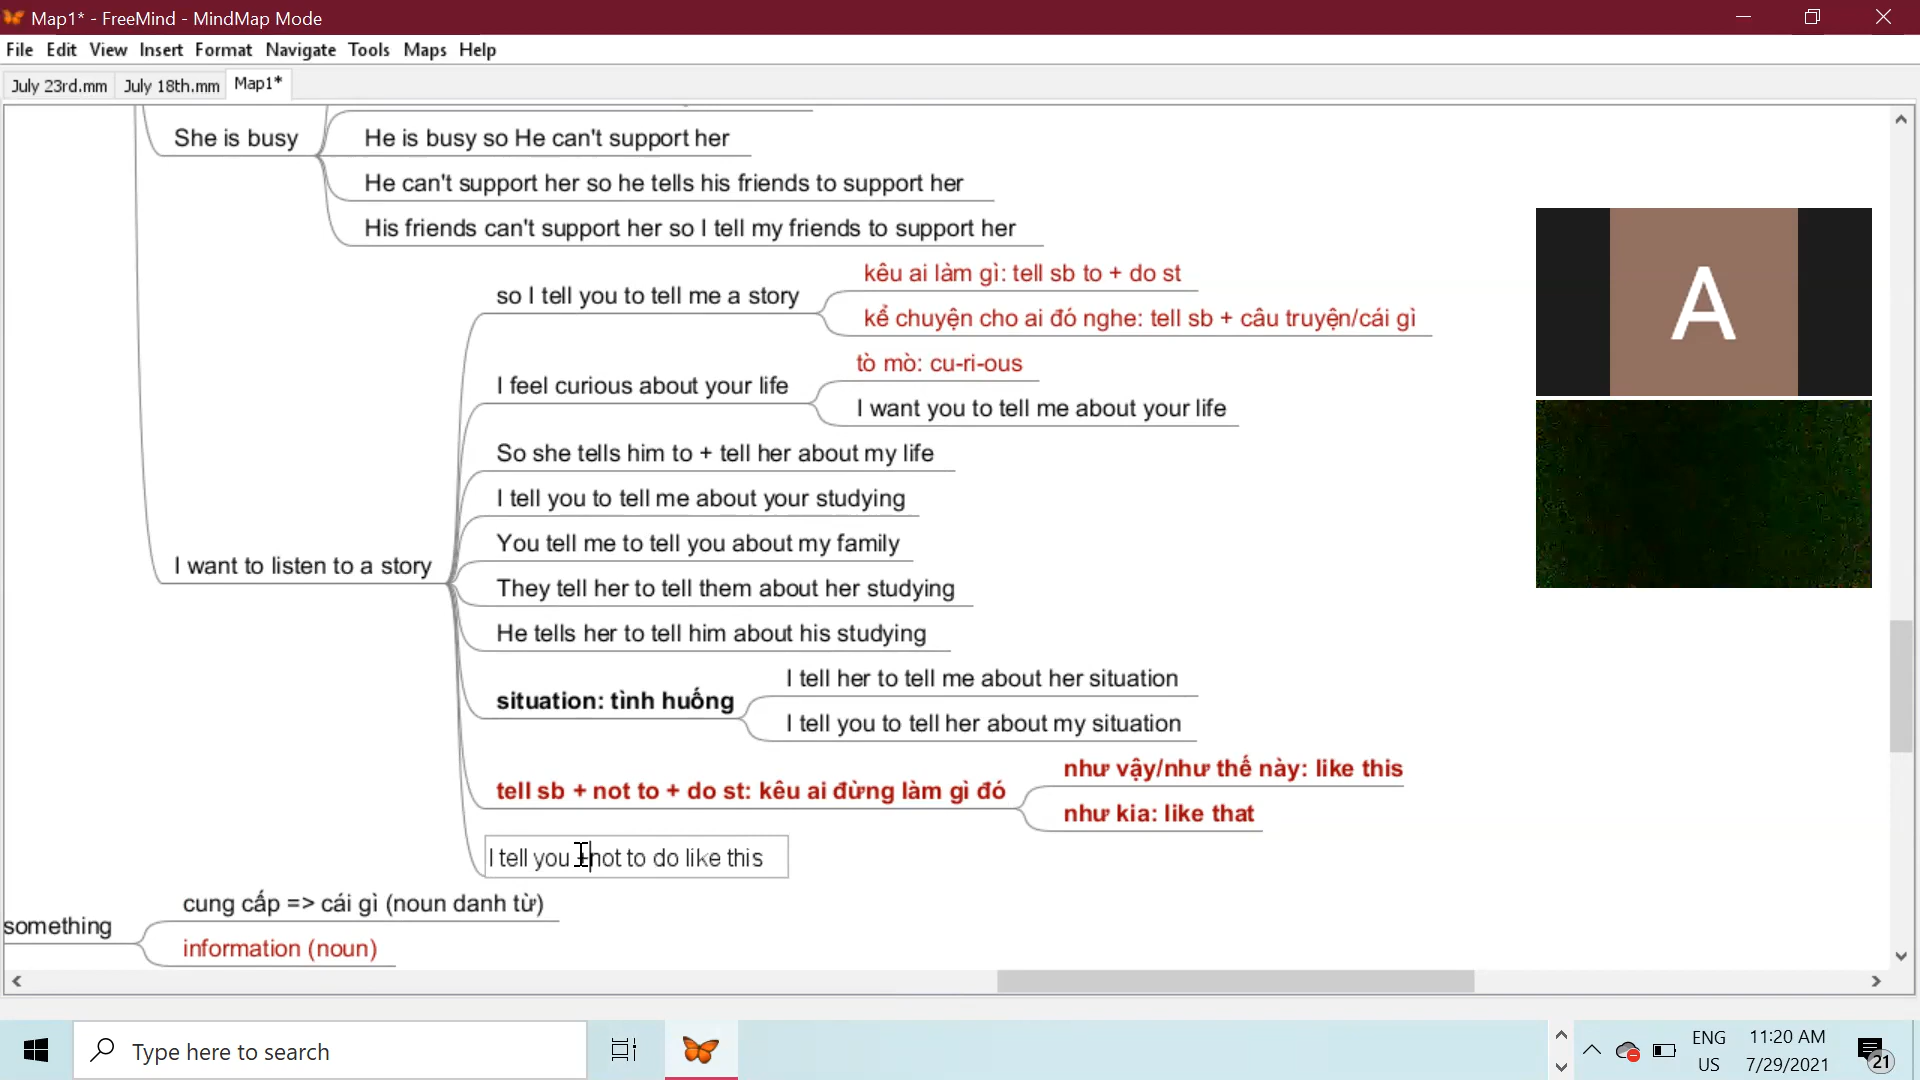 Map1* - FreeMind - MindMap Mode
File Edit View Insert Format Navigate Tools Maps Help
July 23rd.mm July 18th.mm Map1*
She is busy
He is busy so He can't support her
He can't support her so he tells his friends to support her
His friends can't support her so I tell my friends to support her
I want to listen to a story
so I tell you to tell me a story
kêu ai làm gì: tell sb to + do st
kể chuyện cho ai đó nghe: tell sb + câu truyện/cái gì
I feel curious about your life
tò mò: cu-ri-ous
I want you to tell me about your life
So she tells him to + tell her about my life
I tell you to tell me about your studying
You tell me to tell you about my family
They tell her to tell them about her studying
He tells her to tell him about his studying
situation: tình huống
I tell her to tell me about her situation
I tell you to tell her about my situation
tell sb + not to + do st: kêu ai đừng làm gì đó
như vậy/như thế này: like this
như kia: like that
I tell you +not to do like this
something
cung cấp => cái gì (noun danh từ)
information (noun)
A
Type here to search
ENG
US
11:20 AM
7/29/2021
21